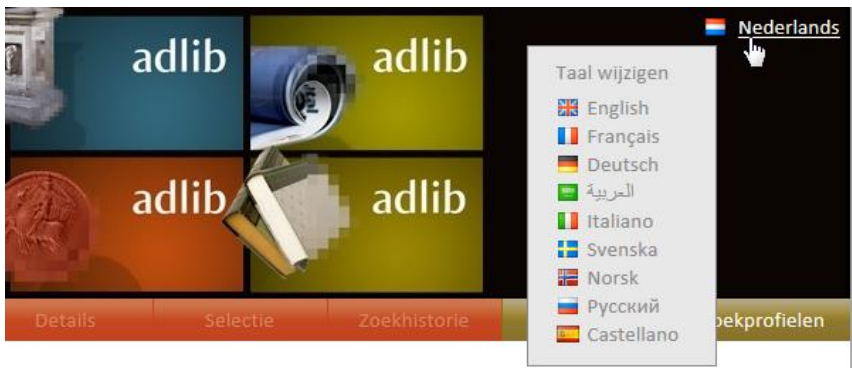 Nederlands
adlib
adlib
adlib
adlib
Taal wijzigen
English
Français
Deutsch
العربية
Italiano
Svenska
Norsk
Русский
Castellano
Details
Selectie
Zoekhistorie
oekprofielen